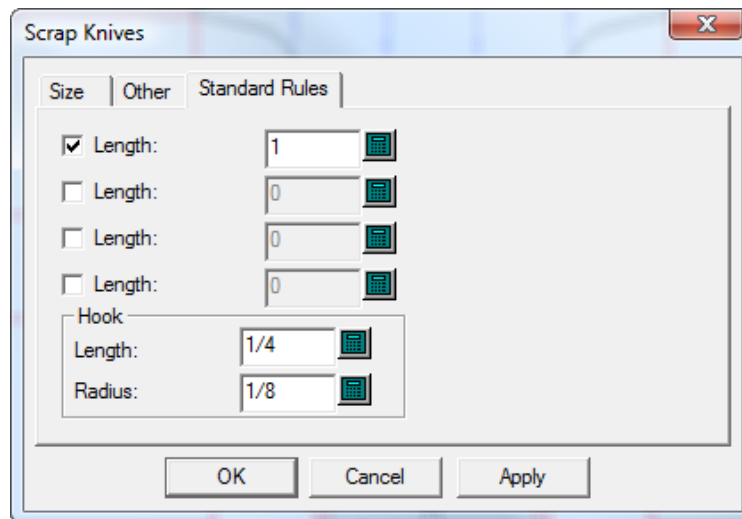 Scrap Knives
Size Other Standard Rules
Length: 1
Length: 0
Length: 0
Length: 0
Hook
Length: 1/4
Radius: 1/8
OK Cancel Apply